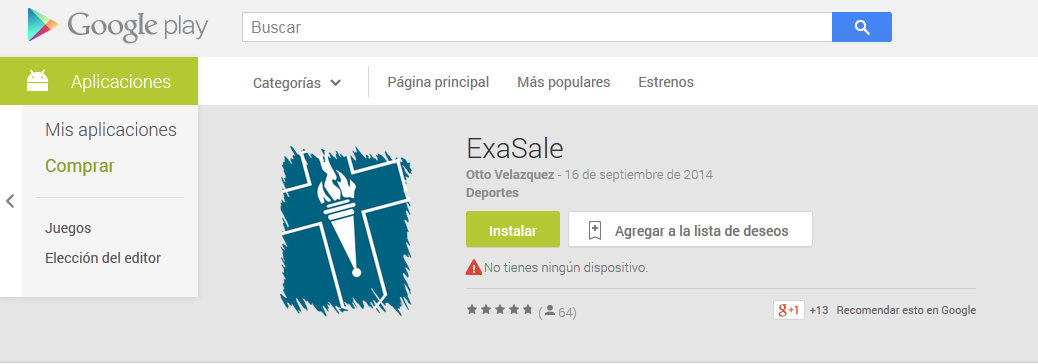 Google play
Buscar
Aplicaciones
Categorías
Página principal
Más populares
Estrenos
Mis aplicaciones
Comprar
Juegos
Elección del editor
ExaSale
Otto Velazquez - 16 de septiembre de 2014
Deportes
Instalar
Agregar a la lista de deseos
No tienes ningún dispositivo.
(64)
g+1 +13 Recomendar esto en Google